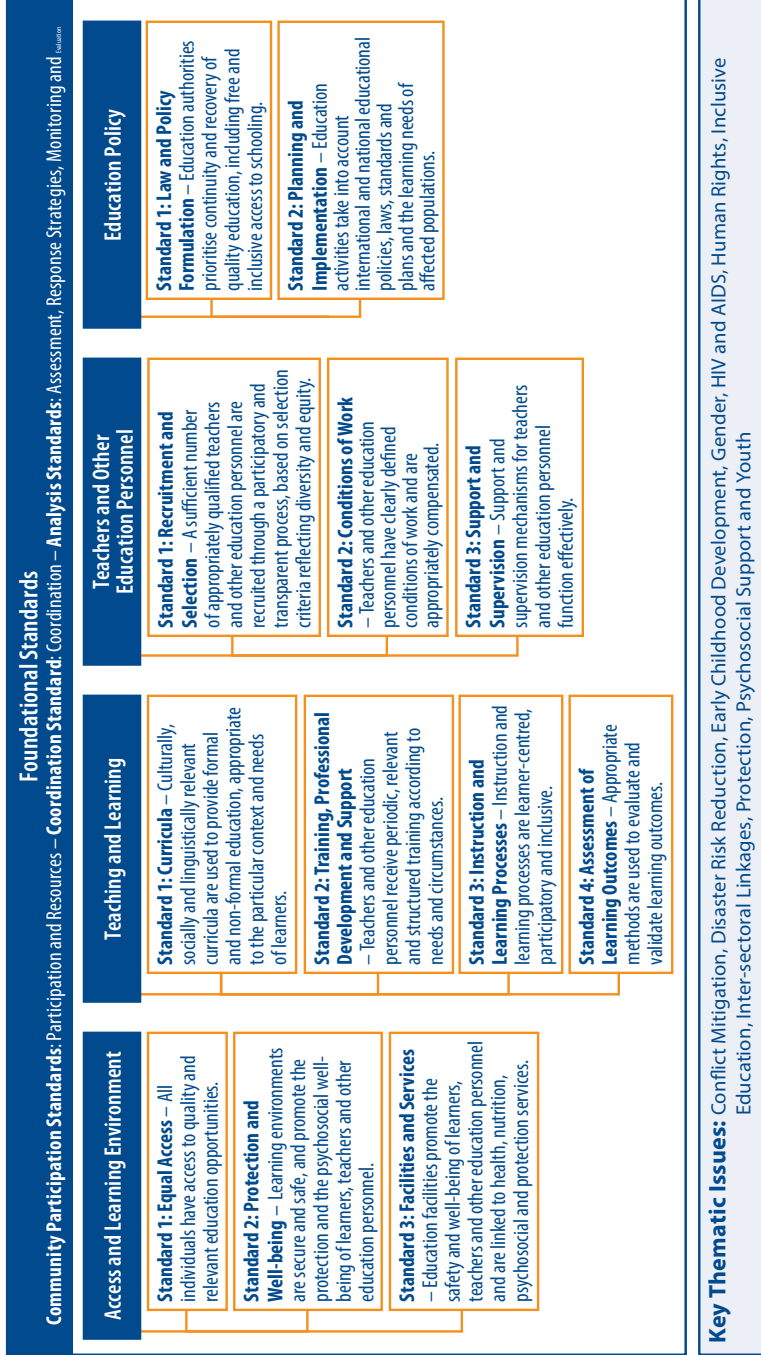 Foundational Standards
Community Participation Standards: Participation and Resources – Coordination Standard: Coordination – Analysis Standards: Assessment, Response Strategies, Monitoring and Evaluation
Access and Learning Environment
Standard 1: Equal Access – All
individuals have access to quality and
relevant education opportunities.
Standard 2: Protection and
Well-being – Learning environments
are secure and safe, and promote the
protection and the psychosocial well-
being of learners, teachers and other
education personnel.
Standard 3: Facilities and Services
– Education facilities promote the
safety and well-being of learners,
teachers and other education personnel
and are linked to health, nutrition,
psychosocial and protection services.
Teaching and Learning
Standard 1: Curricula – Culturally,
socially and linguistically relevant
curricula are used to provide formal
and non-formal education, appropriate
to the particular context and needs
of learners.
Standard 2: Training, Professional
Development and Support
– Teachers and other education
personnel receive periodic, relevant
and structured training according to
needs and circumstances.
Standard 3: Instruction and
Learning Processes – Instruction and
learning processes are learner-centred,
participatory and inclusive.
Standard 4: Assessment of
Learning Outcomes – Appropriate
methods are used to evaluate and
validate learning outcomes.
Teachers and Other
Education Personnel
Standard 1: Recruitment and
Selection – A sufficient number
of appropriately qualified teachers
and other education personnel are
recruited through a participatory and
transparent process, based on selection
criteria reflecting diversity and equity.
Standard 2: Conditions of Work
– Teachers and other education
personnel have clearly defined
conditions of work and are
appropriately compensated.
Standard 3: Support and
Supervision – Support and
supervision mechanisms for teachers
and other education personnel
function effectively.
Education Policy
Standard 1: Law and Policy
Formulation – Education authorities
prioritise continuity and recovery of
quality education, including free and
inclusive access to schooling.
Standard 2: Planning and
Implementation – Education
activities take into account
international and national educational
policies, laws, standards and
plans and the learning needs of
affected populations.
Key Thematic Issues: Conflict Mitigation, Disaster Risk Reduction, Early Childhood Development, Gender, HIV and AIDS, Human Rights, Inclusive
Education, Inter-sectoral Linkages, Protection, Psychosocial Support and Youth